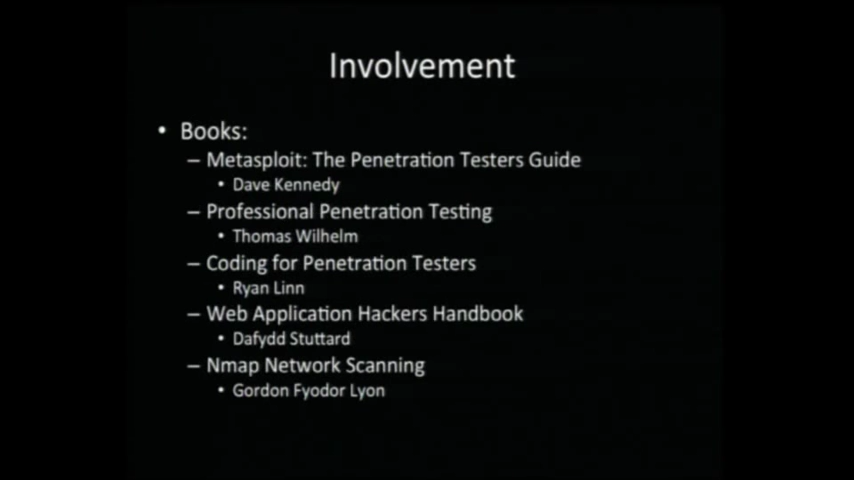 Involvement
• Books:
– Metasploit: The Penetration Testers Guide
• Dave Kennedy
– Professional Penetration Testing
• Thomas Wilhelm
– Coding for Penetration Testers
• Ryan Linn
– Web Application Hackers Handbook
• Dafydd Stuttard
– Nmap Network Scanning
• Gordon Fyodor Lyon